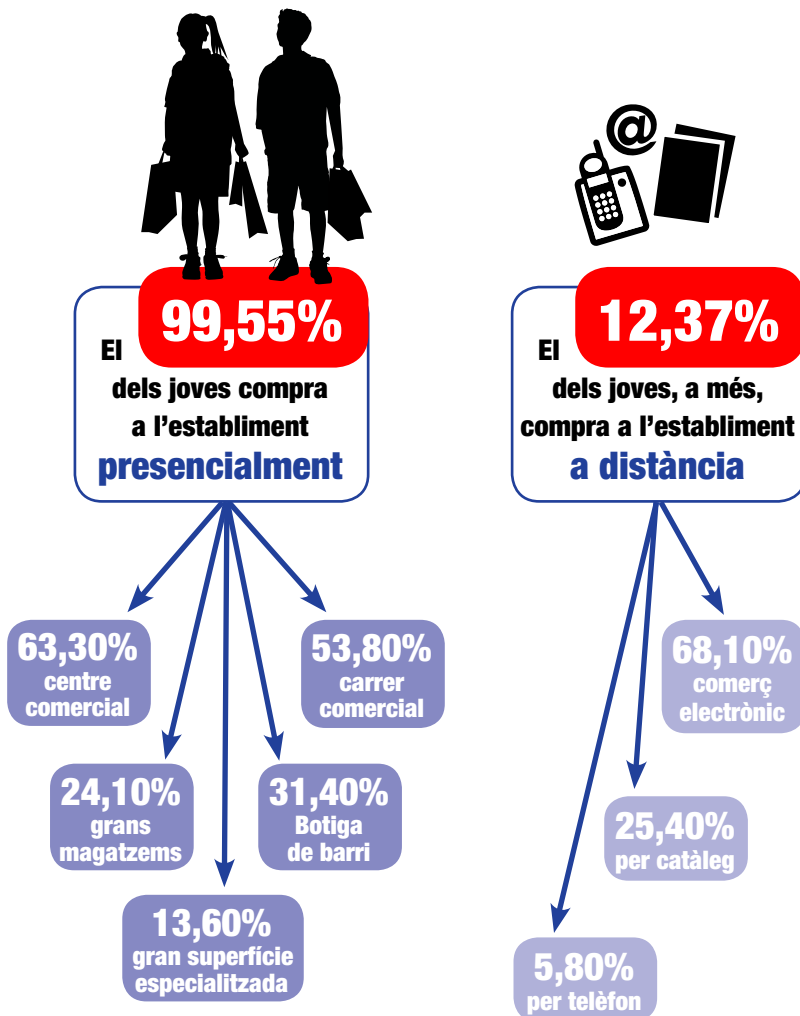 @
El 99,55%
dels joves compra
a l'establiment
presencialment
63,30%
centre
comercial
53,80%
carrer
comercial
24,10%
grans
magatzems
31,40%
Botiga
de barri
13,60%
gran superfície
especialitzada
El 12,37%
dels joves, a més,
compra a l'establiment
a distància
68,10%
comerç
electrònic
25,40%
per catàleg
5,80%
per telèfon